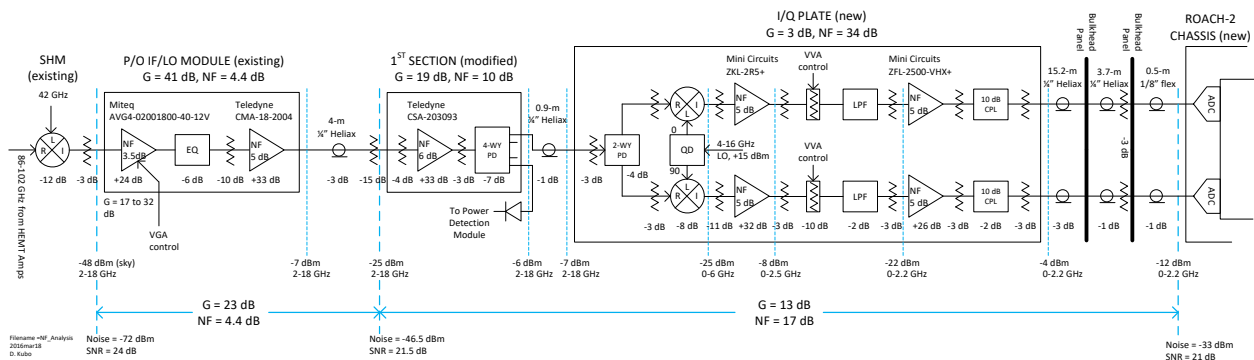 I/Q PLATE (new)
G = 3 dB, NF = 34 dB
ROACH-2
CHASSIS (new)
Bulkhead
Panel
Bulkhead
Panel
SHM
(existing)
P/O IF/LO MODULE (existing)
G = 41 dB, NF = 4.4 dB
1ST SECTION (modified)
G = 19 dB, NF = 10 dB
42 GHz
Miteq
AVG4-02001800-40-12V
Teledyne
CMA-18-2004
Teledyne
CSA-203093
Mini Circuits
ZKL-2R5+
VVA
control
Mini Circuits
ZFL-2500-VHX+
15.2-m
¼” Heliax
3.7-m
¼” Heliax
0.5-m
1/8” flex
4-m
¼” Heliax
0.9-m
¼” Heliax
R L I
NF
3.5dB
EQ
NF
5 dB
NF
6 dB
4-WY
PD
2-WY
PD
R L I
NF
5 dB
LPF
NF
5 dB
10 dB
CPL
ADC
0
QD
90
4-16 GHz
LO, +15 dBm
VVA
control
-3 dB
R L I
NF
5 dB
LPF
NF
5 dB
10 dB
CPL
ADC
86-102 GHz from HEMT Amps
-12 dB
-3 dB
+24 dB
-6 dB
-10 dB
+33 dB
-3 dB
-15 dB
-4 dB
+33 dB
-3 dB
-7 dB
-1 dB
-3 dB
-4 dB
-3 dB
-8 dB
-11 dB
+32 dB
-3 dB
-10 dB
-2 dB
-3 dB
+26 dB
-3 dB
-2 dB
-3 dB
-3 dB
-1 dB
-1 dB
G = 17 to 32
dB
VGA
control
To Power
Detection
Module
-48 dBm (sky)
2-18 GHz
-7 dBm
2-18 GHz
-25 dBm
2-18 GHz
-6 dBm
2-18 GHz
-7 dBm
2-18 GHz
-25 dBm
0-6 GHz
-8 dBm
0-2.5 GHz
-22 dBm
0-2.2 GHz
-4 dBm
0-2.2 GHz
-12 dBm
0-2.2 GHz
G = 23 dB
NF = 4.4 dB
G = 13 dB
NF = 17 dB
Filename =NF_Analysis
2016mar18
D. Kubo
Noise = -72 dBm
SNR = 24 dB
Noise = -46.5 dBm
SNR = 21.5 dB
Noise = -33 dBm
SNR = 21 dB